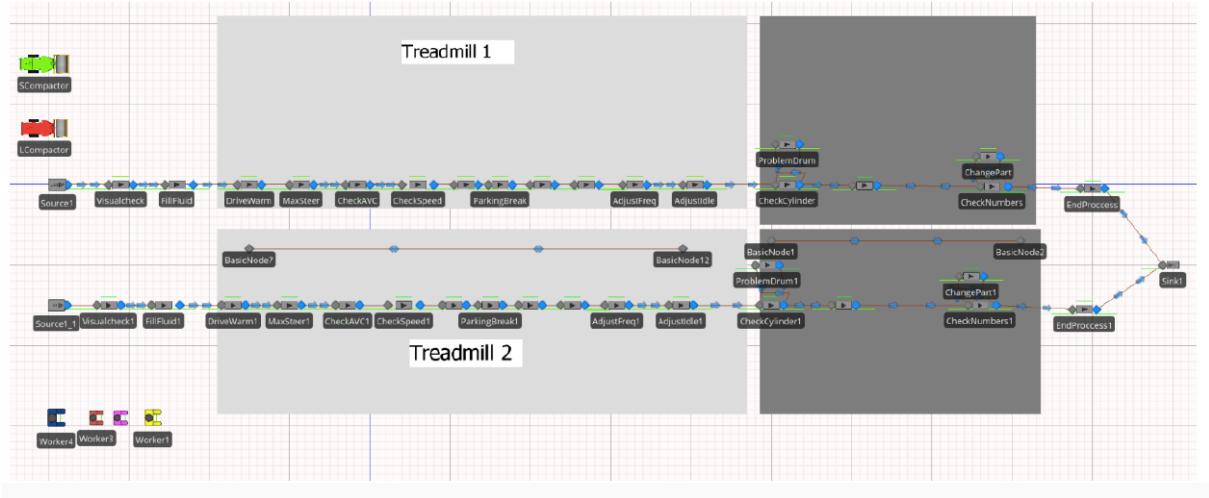 Treadmill 1
SCompactor
LCompactor
ProblemDrum
ChangePart
Source1
Visualcheck
FillFluid
DriveWarm
MaxSteer
CheckAVC
CheckSpeed
ParkingBreak
AdjustFreq
AdjustIdle
CheckCylinder
CheckNumbers
EndProccess
BasicNode7
BasicNode12
BasicNode1
BasicNode2
ProblemDrum1
ChangePart1
Sink1
Source1_1
Visualcheck1
FillFluid1
DriveWarm1
MaxSteer1
CheckAVC1
CheckSpeed1
ParkingBreak1
AdjustFreq1
AdjustIdle1
CheckCylinder1
CheckNumbers1
EndProccess1
Treadmill 2
Worker4
Worker3
Worker1